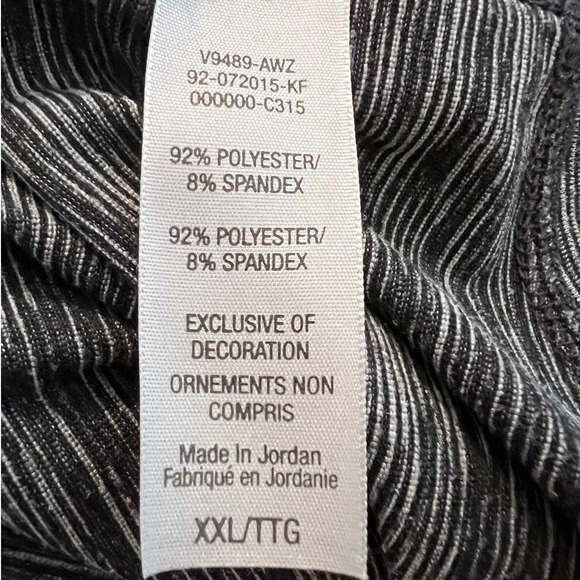 V9489-AWZ
92-072015-KF
000000-C315
92% POLYESTER/
8% SPANDEX
92% POLYESTER/
8% SPANDEX
EXCLUSIVE OF
DECORATION
ORNEMENTS NON
COMPRIS
Made In Jordan
Fabriqué en Jordanie
XXL/TTG